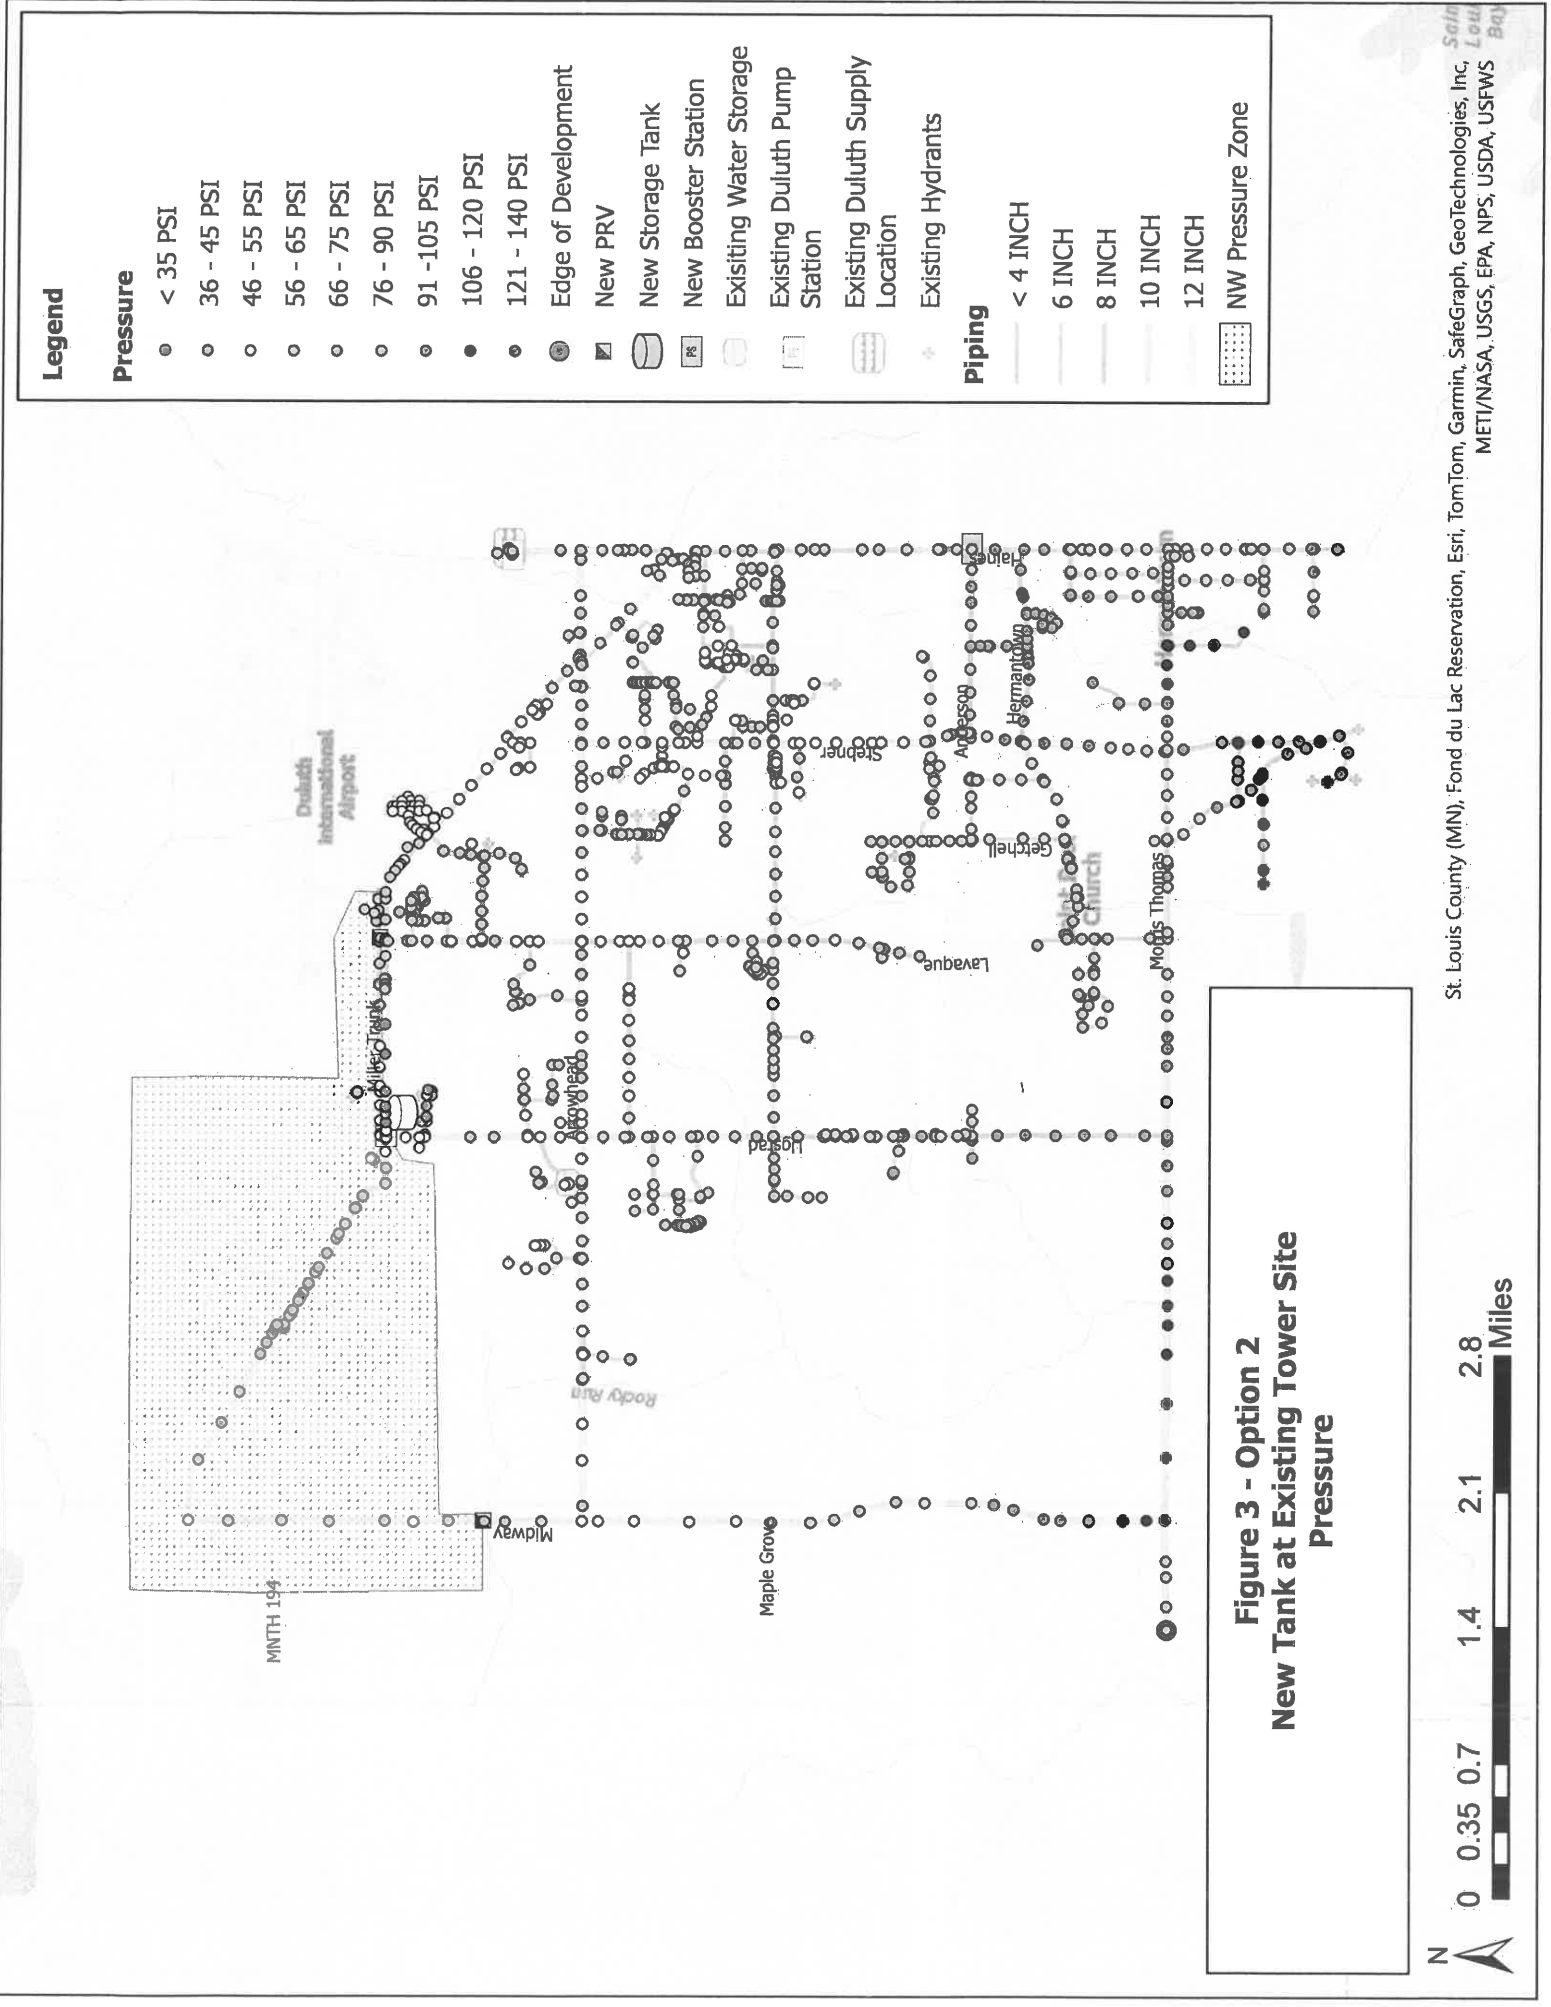 Legend
Pressure
< 35 PSI
36 - 45 PSI
46 - 55 PSI
56 - 65 PSI
66 - 75 PSI
76 - 90 PSI
91 -105 PSI
106 - 120 PSI
121 - 140 PSI
Edge of Development
New PRV
New Storage Tank
PS
New Booster Station
Exisiting Water Storage
Existing Duluth Pump
Station
Existing Duluth Supply
Location
Existing Hydrants
Piping
< 4 INCH
6 INCH
8 INCH
10 INCH
12 INCH
NW Pressure Zone
Duluth
International
Airport
MNTH 194
Miller Trunk
Midway
Arrowhead
Rocky Run
Maple Grove
Ugstad
Lavaque
Stebner
Getchell
Anderson
Hermantown
Haines
Church
Morris Thomas
Figure 3 - Option 2
New Tank at Existing Tower Site
Pressure
N
0 0.35 0.7 1.4 2.1 2.8
Miles
St. Louis County (MN), Fond du Lac Reservation, Esri, TomTom, Garmin, SafeGraph, GeoTechnologies, Inc,
METI/NASA, USGS, EPA, NPS, USDA, USFWS
Bay